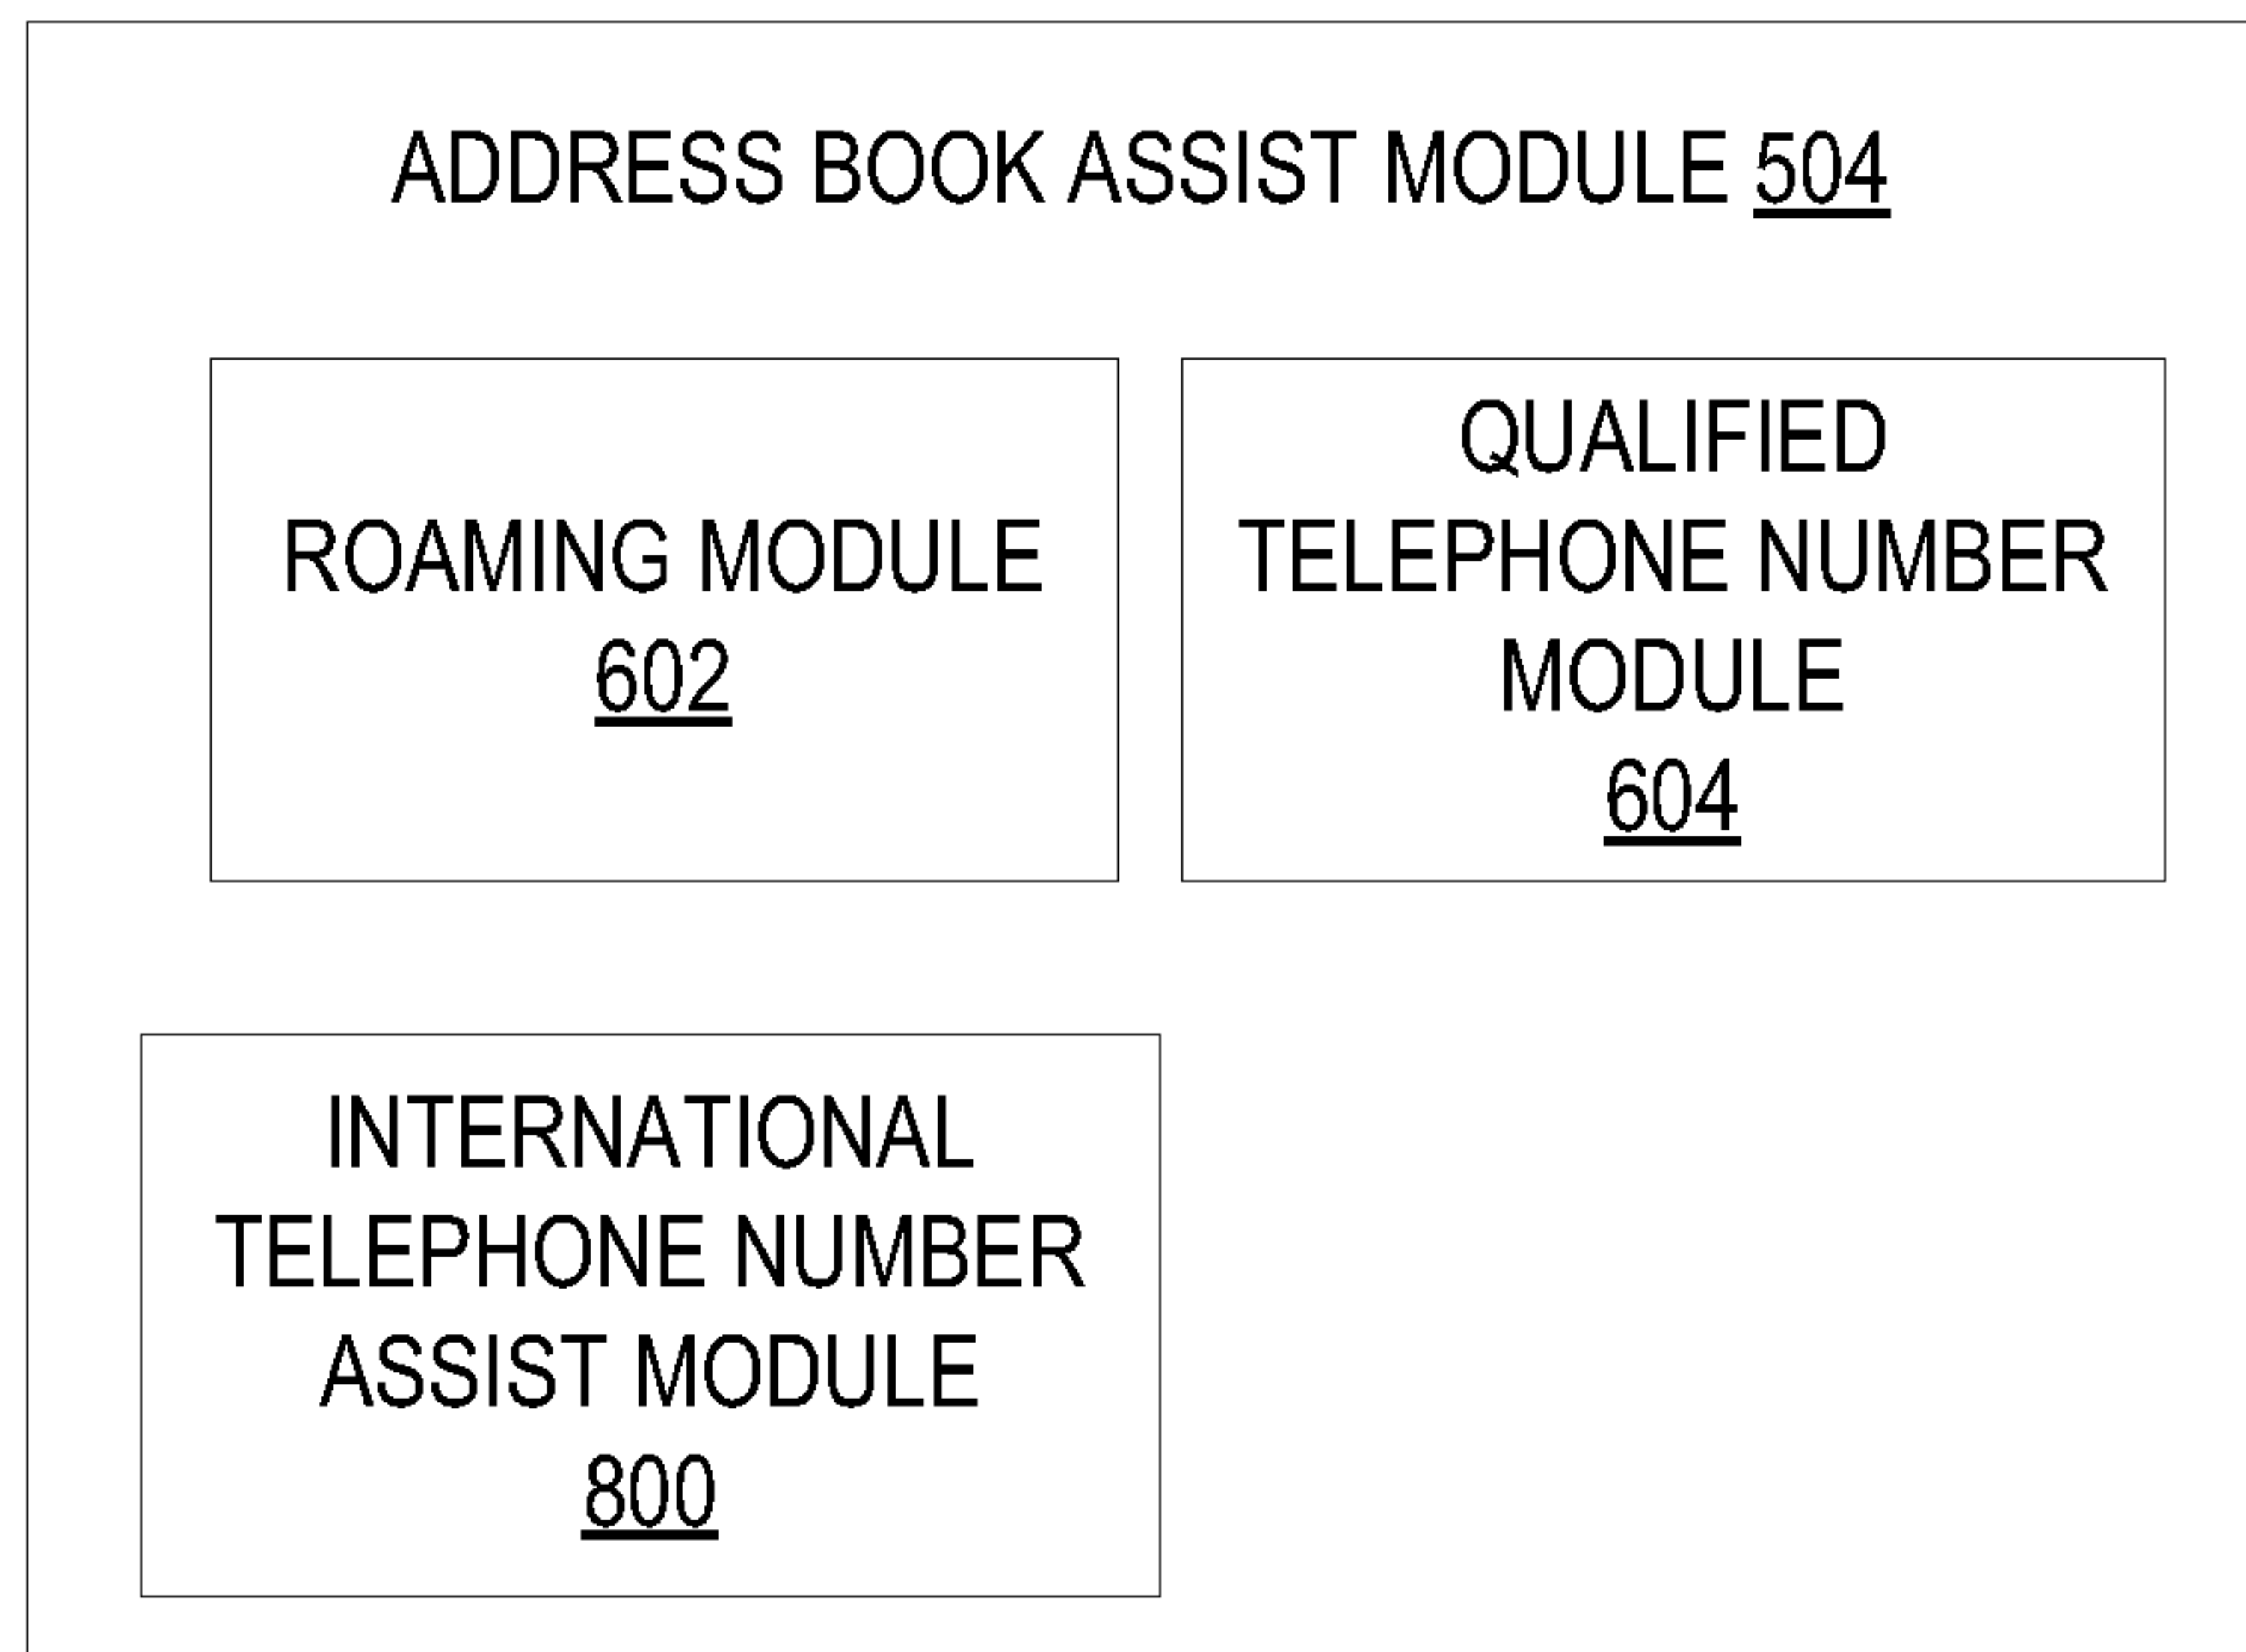 ADDRESS BOOK ASSIST MODULE 504
ROAMING MODULE
602
QUALIFIED
TELEPHONE NUMBER
MODULE
604
INTERNATIONAL
TELEPHONE NUMBER
ASSIST MODULE
800